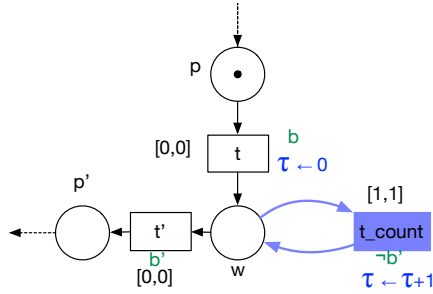 p
b
[0,0] t
τ ←0
p'
[1,1]
t' t_count
b' w ¬b'
[0,0] τ ←τ+1